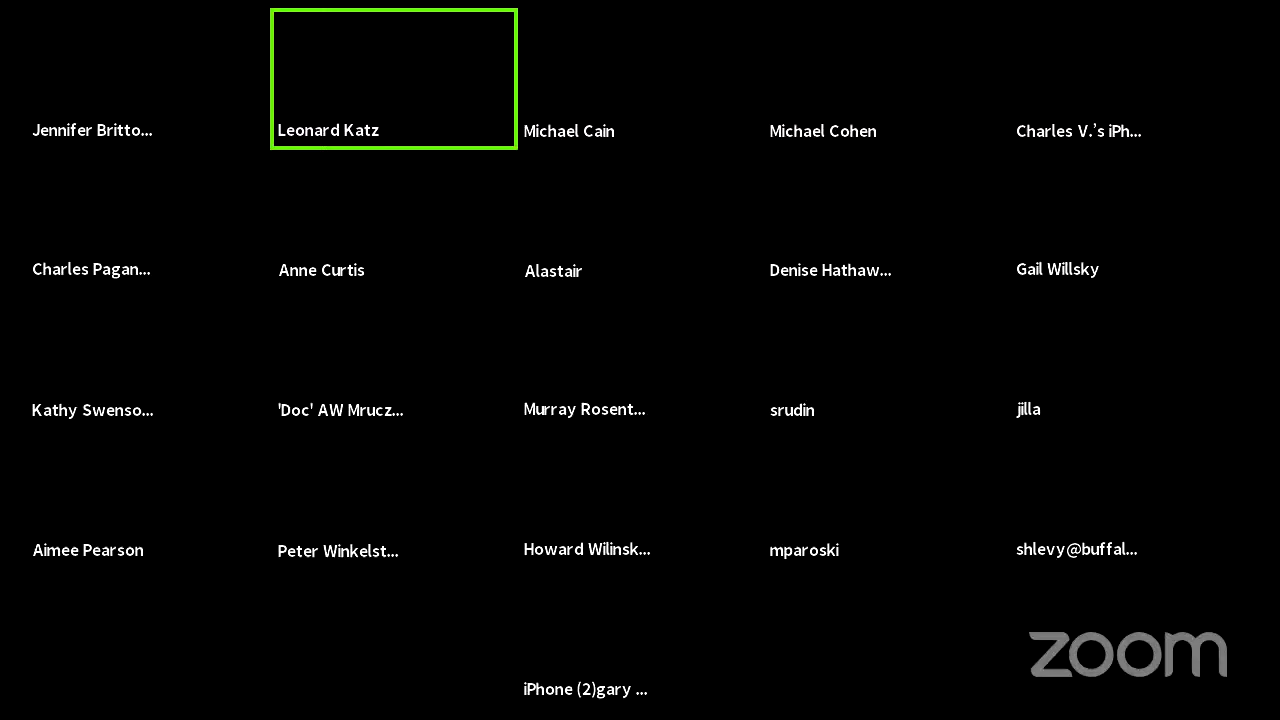 Jennifer Britto...
Leonard Katz
Michael Cain
Michael Cohen
Charles V.’s iPh...
Charles Pagan...
Anne Curtis
Alastair
Denise Hathaw...
Gail Willsky
Kathy Swenso...
'Doc' AW Mrucz...
Murray Rosent...
srudin
jilla
Aimee Pearson
Peter Winkelst...
Howard Wilinsk...
mparoski
shlevy@buffal...
zoom
iPhone (2)gary ...